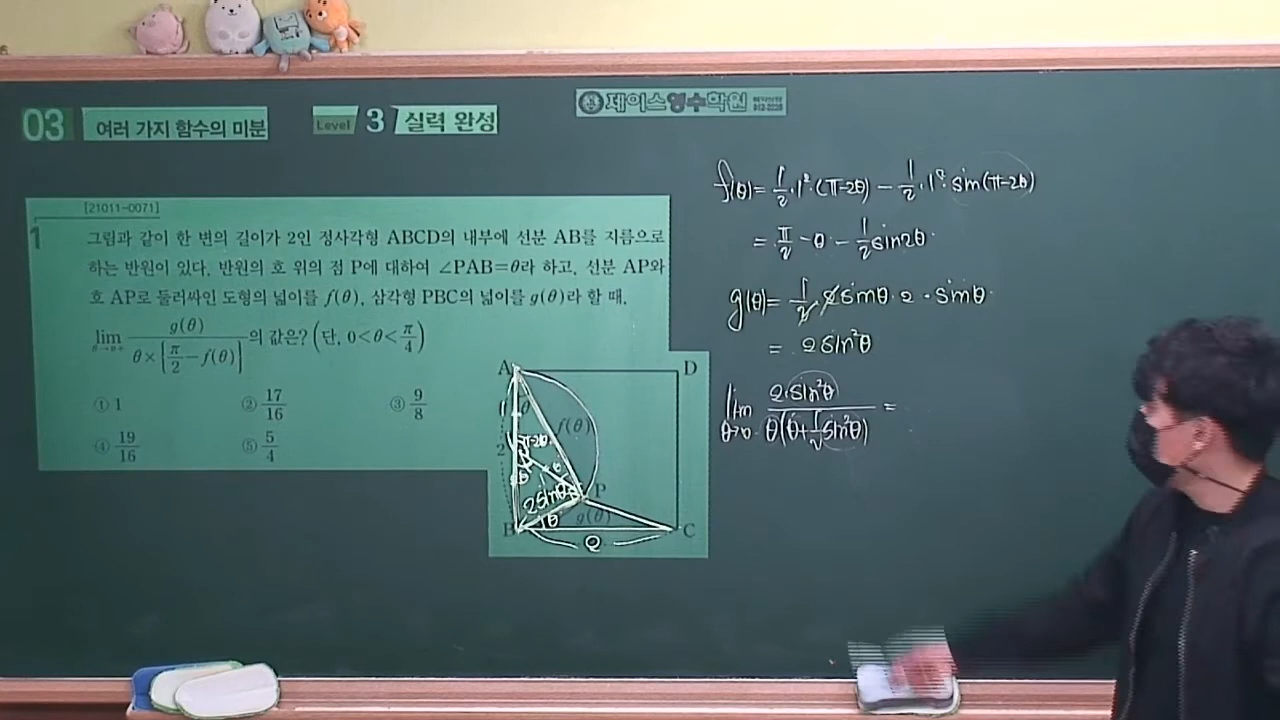 03 여러 가지 함수의 미분 Level 3 실력 완성
제이스영수학원
[21011-0071]
1 그림과 같이 한 변의 길이가 2인 정사각형 ABCD의 내부에 선분 AB를 지름으로
하는 반원이 있다. 반원의 호 위의 점 P에 대하여 ∠PAB=θ라 하고, 선분 AP와
호 AP로 둘러싸인 도형의 넓이를 f(θ), 삼각형 PBC의 넓이를 g(θ)라 할 때,
lim θ→0+ g(θ) / θ×{π/2−f(θ)} 의 값은? (단, 0<θ<π/4)
① 1 ② 17/16 ③ 9/8
④ 19/16 ⑤ 5/4
A D
1 θ f(θ)
π-2θ
2
2sinθ P
θ g(θ)
B C
2
f(θ) = 1/2·1²·(π-2θ) - 1/2·1²·sin(π-2θ)
= π/2 - θ - 1/2 sin2θ
g(θ) = 1/2·2sinθ·2·sinθ
= 2sin²θ
lim θ→0 2sin²θ / θ(θ+1/2 sin2θ) =